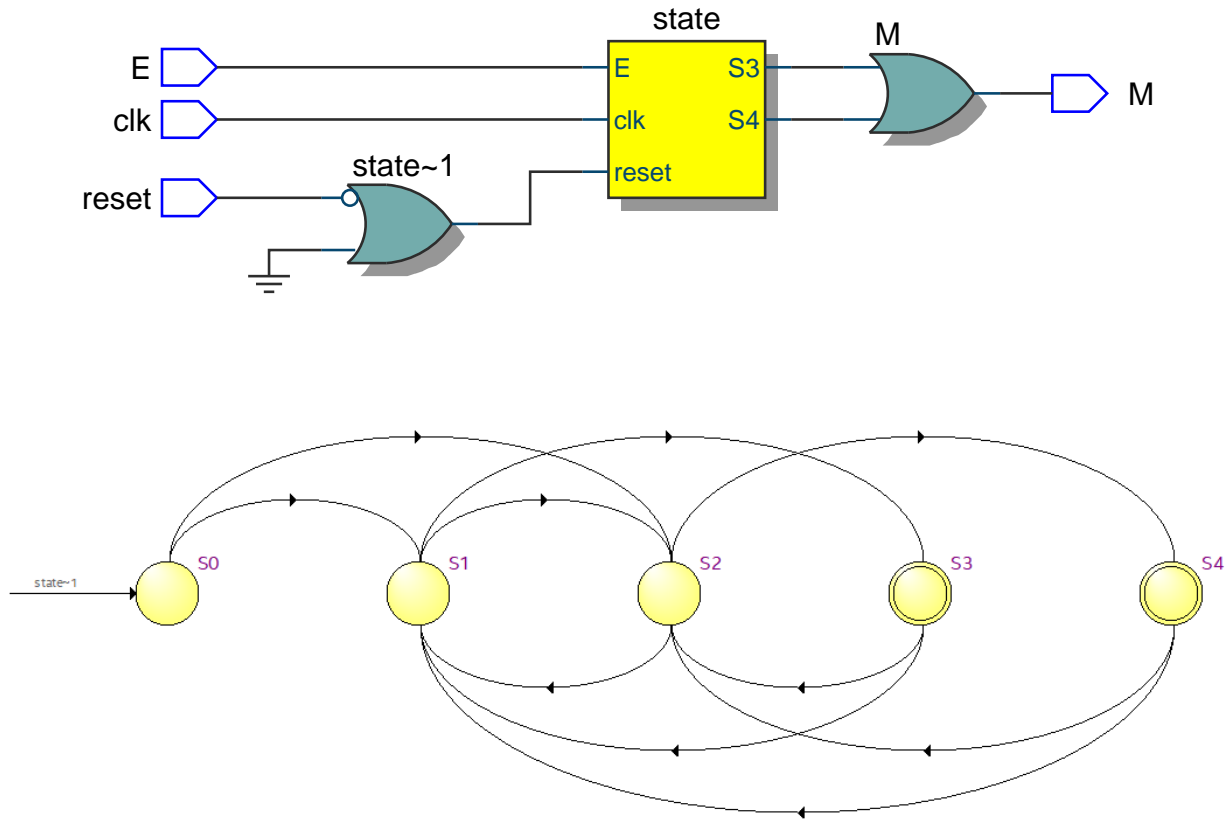 state
M
E
E
S3
M
clk
clk
S4
state~1
reset
reset
S0
S1
S2
S3
S4
state~1